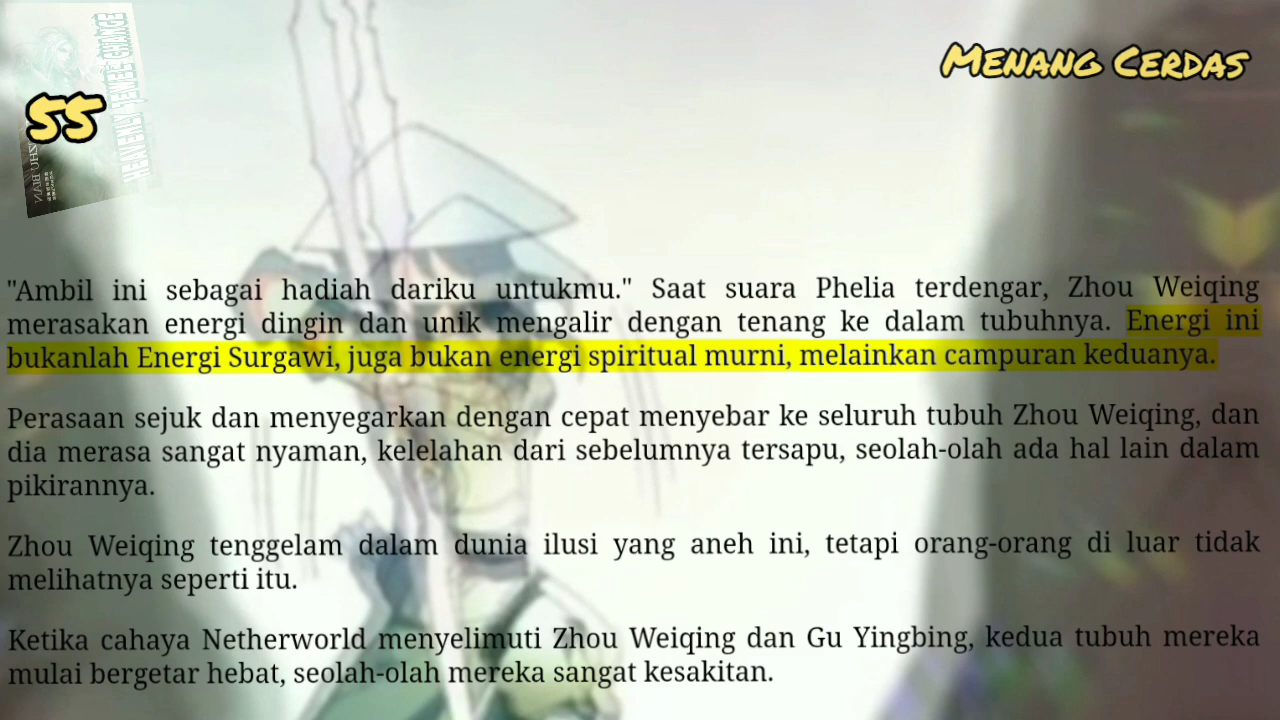 HEAVENLY JEWEL CHANGE
ZHU BIAN
55
Menang Cerdas
"Ambil ini sebagai hadiah dariku untukmu." Saat suara Phelia terdengar, Zhou Weiqing
merasakan energi dingin dan unik mengalir dengan tenang ke dalam tubuhnya. Energi ini
bukanlah Energi Surgawi, juga bukan energi spiritual murni, melainkan campuran keduanya.
Perasaan sejuk dan menyegarkan dengan cepat menyebar ke seluruh tubuh Zhou Weiqing, dan
dia merasa sangat nyaman, kelelahan dari sebelumnya tersapu, seolah-olah ada hal lain dalam
pikirannya.
Zhou Weiqing tenggelam dalam dunia ilusi yang aneh ini, tetapi orang-orang di luar tidak
melihatnya seperti itu.
Ketika cahaya Netherworld menyelimuti Zhou Weiqing dan Gu Yingbing, kedua tubuh mereka
mulai bergetar hebat, seolah-olah mereka sangat kesakitan.